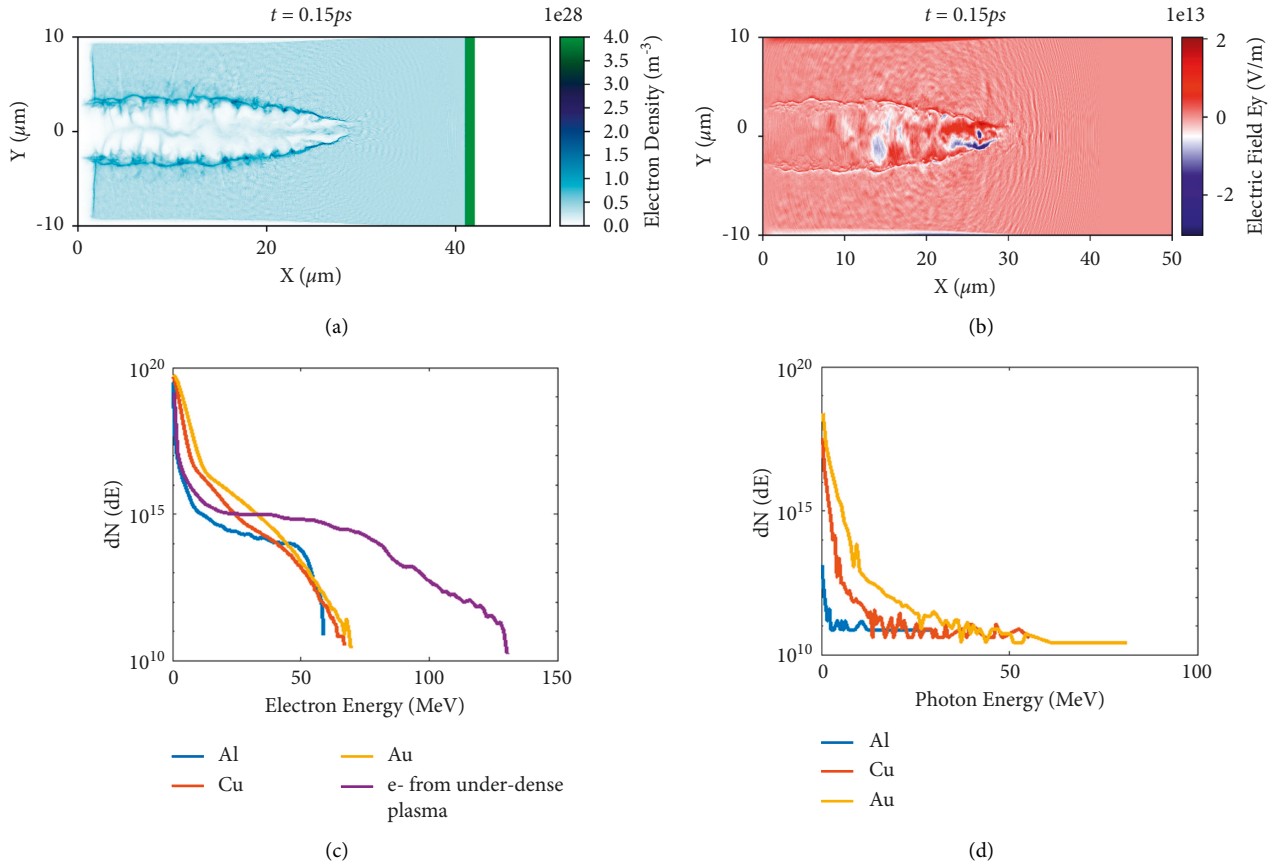 t = 0.15ps
1e28
10
0
-10
Y (μm)
0
20
40
X (μm)
4.0
3.5
3.0
2.5
2.0
1.5
1.0
0.5
0.0
Electron Density (m⁻³)
(a)
t = 0.15ps
1e13
10
0
-10
Y (μm)
0
10
20
30
40
50
X (μm)
2
0
-2
Electric Field Ey (V/m)
(b)
10²⁰
10¹⁵
10¹⁰
dN (dE)
0
50
100
150
Electron Energy (MeV)
Al
Cu
Au
e- from under-dense
plasma
(c)
10²⁰
10¹⁵
10¹⁰
dN (dE)
0
50
100
Photon Energy (MeV)
Al
Cu
Au
(d)